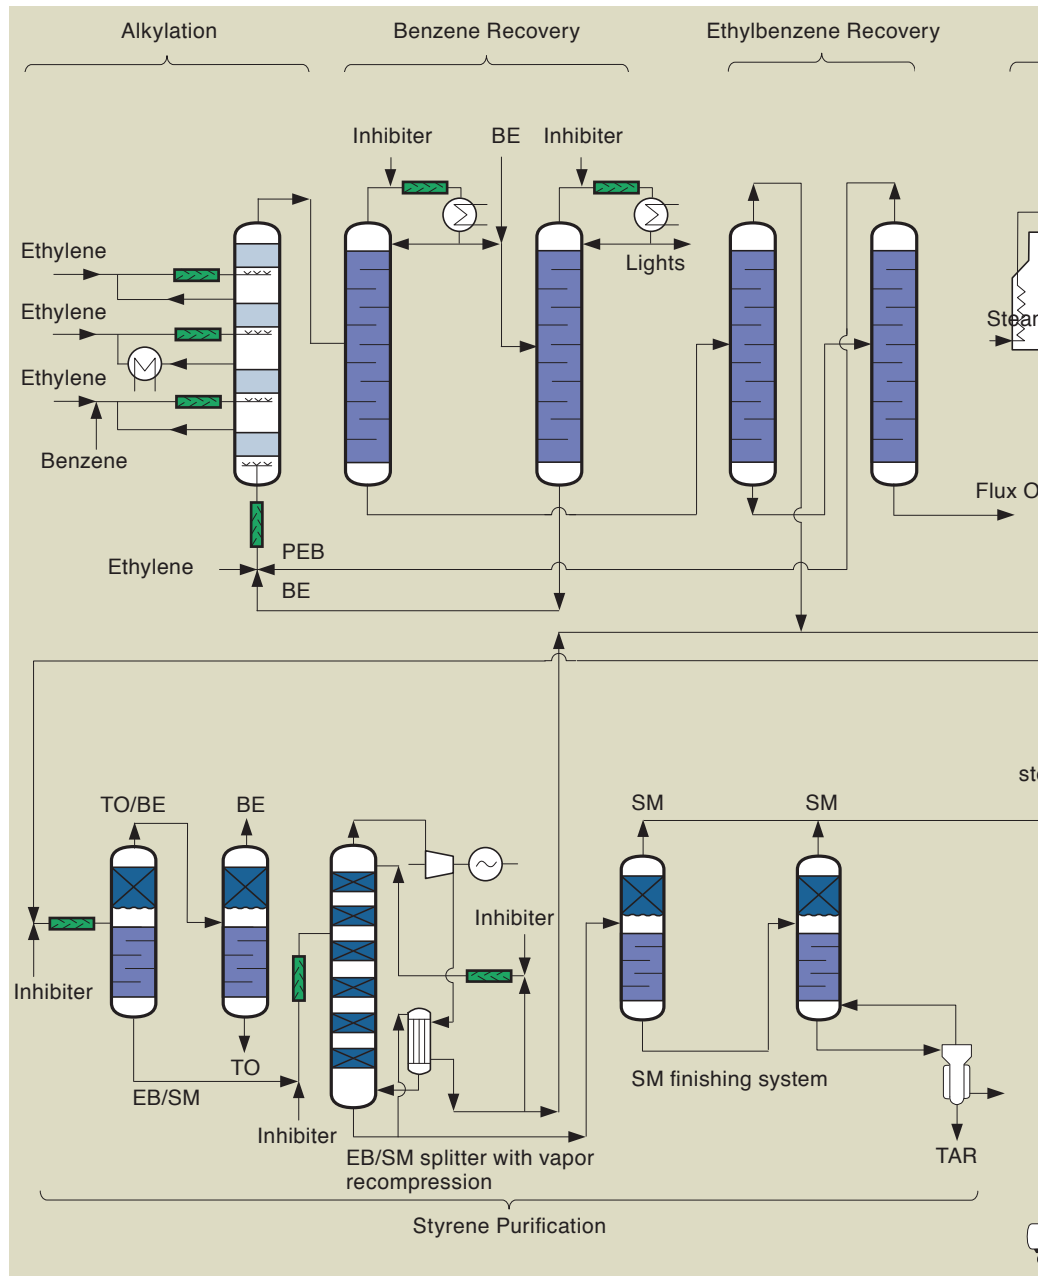 Alkylation
Benzene Recovery
Ethylbenzene Recovery
Inhibiter
BE
Inhibiter
Ethylene
Lights
Ethylene
Ethylene
Benzene
Flux O
PEB
Ethylene
BE
TO/BE
BE
SM
SM
Inhibiter
Inhibiter
TO
EB/SM
SM finishing system
Inhibiter
EB/SM splitter with vapor
recompression
TAR
Styrene Purification